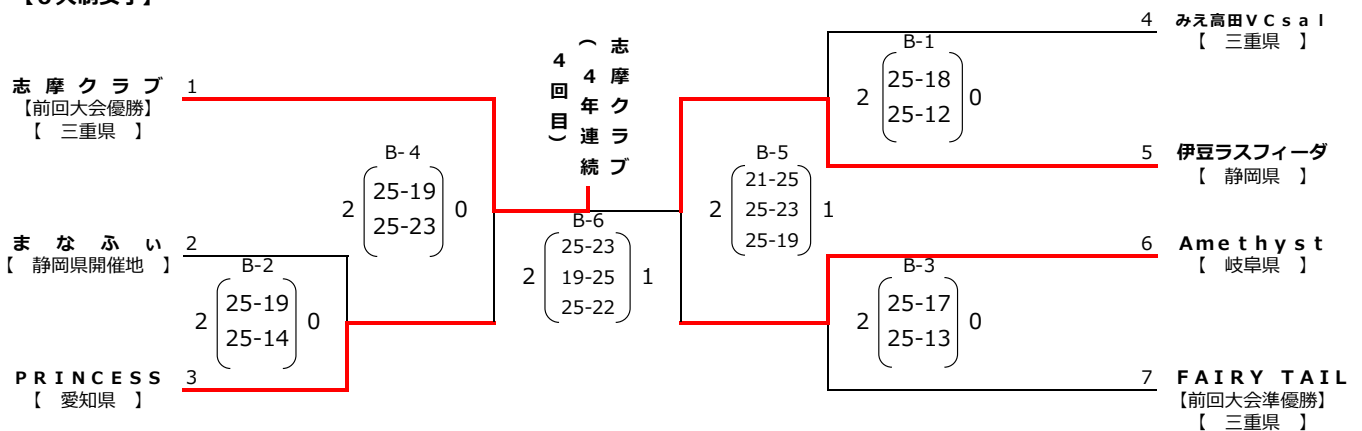 【６人制女子】
志摩クラブ 1
【前回大会優勝】
【 三重県 】
まなふぃ 2
【 静岡県開催地 】
PRINCESS 3
【 愛知県 】
B-2
2 25-19 0
25-14
B-4
2 25-19 0
25-23
志摩クラブ
（４年連続
４回目）
B-6
25-23
2 19-25 1
25-22
B-5
21-25
2 25-23 1
25-19
B-1
25-18
2 25-12 0
B-3
2 25-17 0
25-13
4 みえ高田ＶＣｓａｌ
【 三重県 】
5 伊豆ラスフィーダ
【 静岡県 】
6 Ａｍｅｔｈｙｓｔ
【 岐阜県 】
7 ＦＡＩＲＹ ＴＡＩＬ
【前回大会準優勝】
【 三重県 】